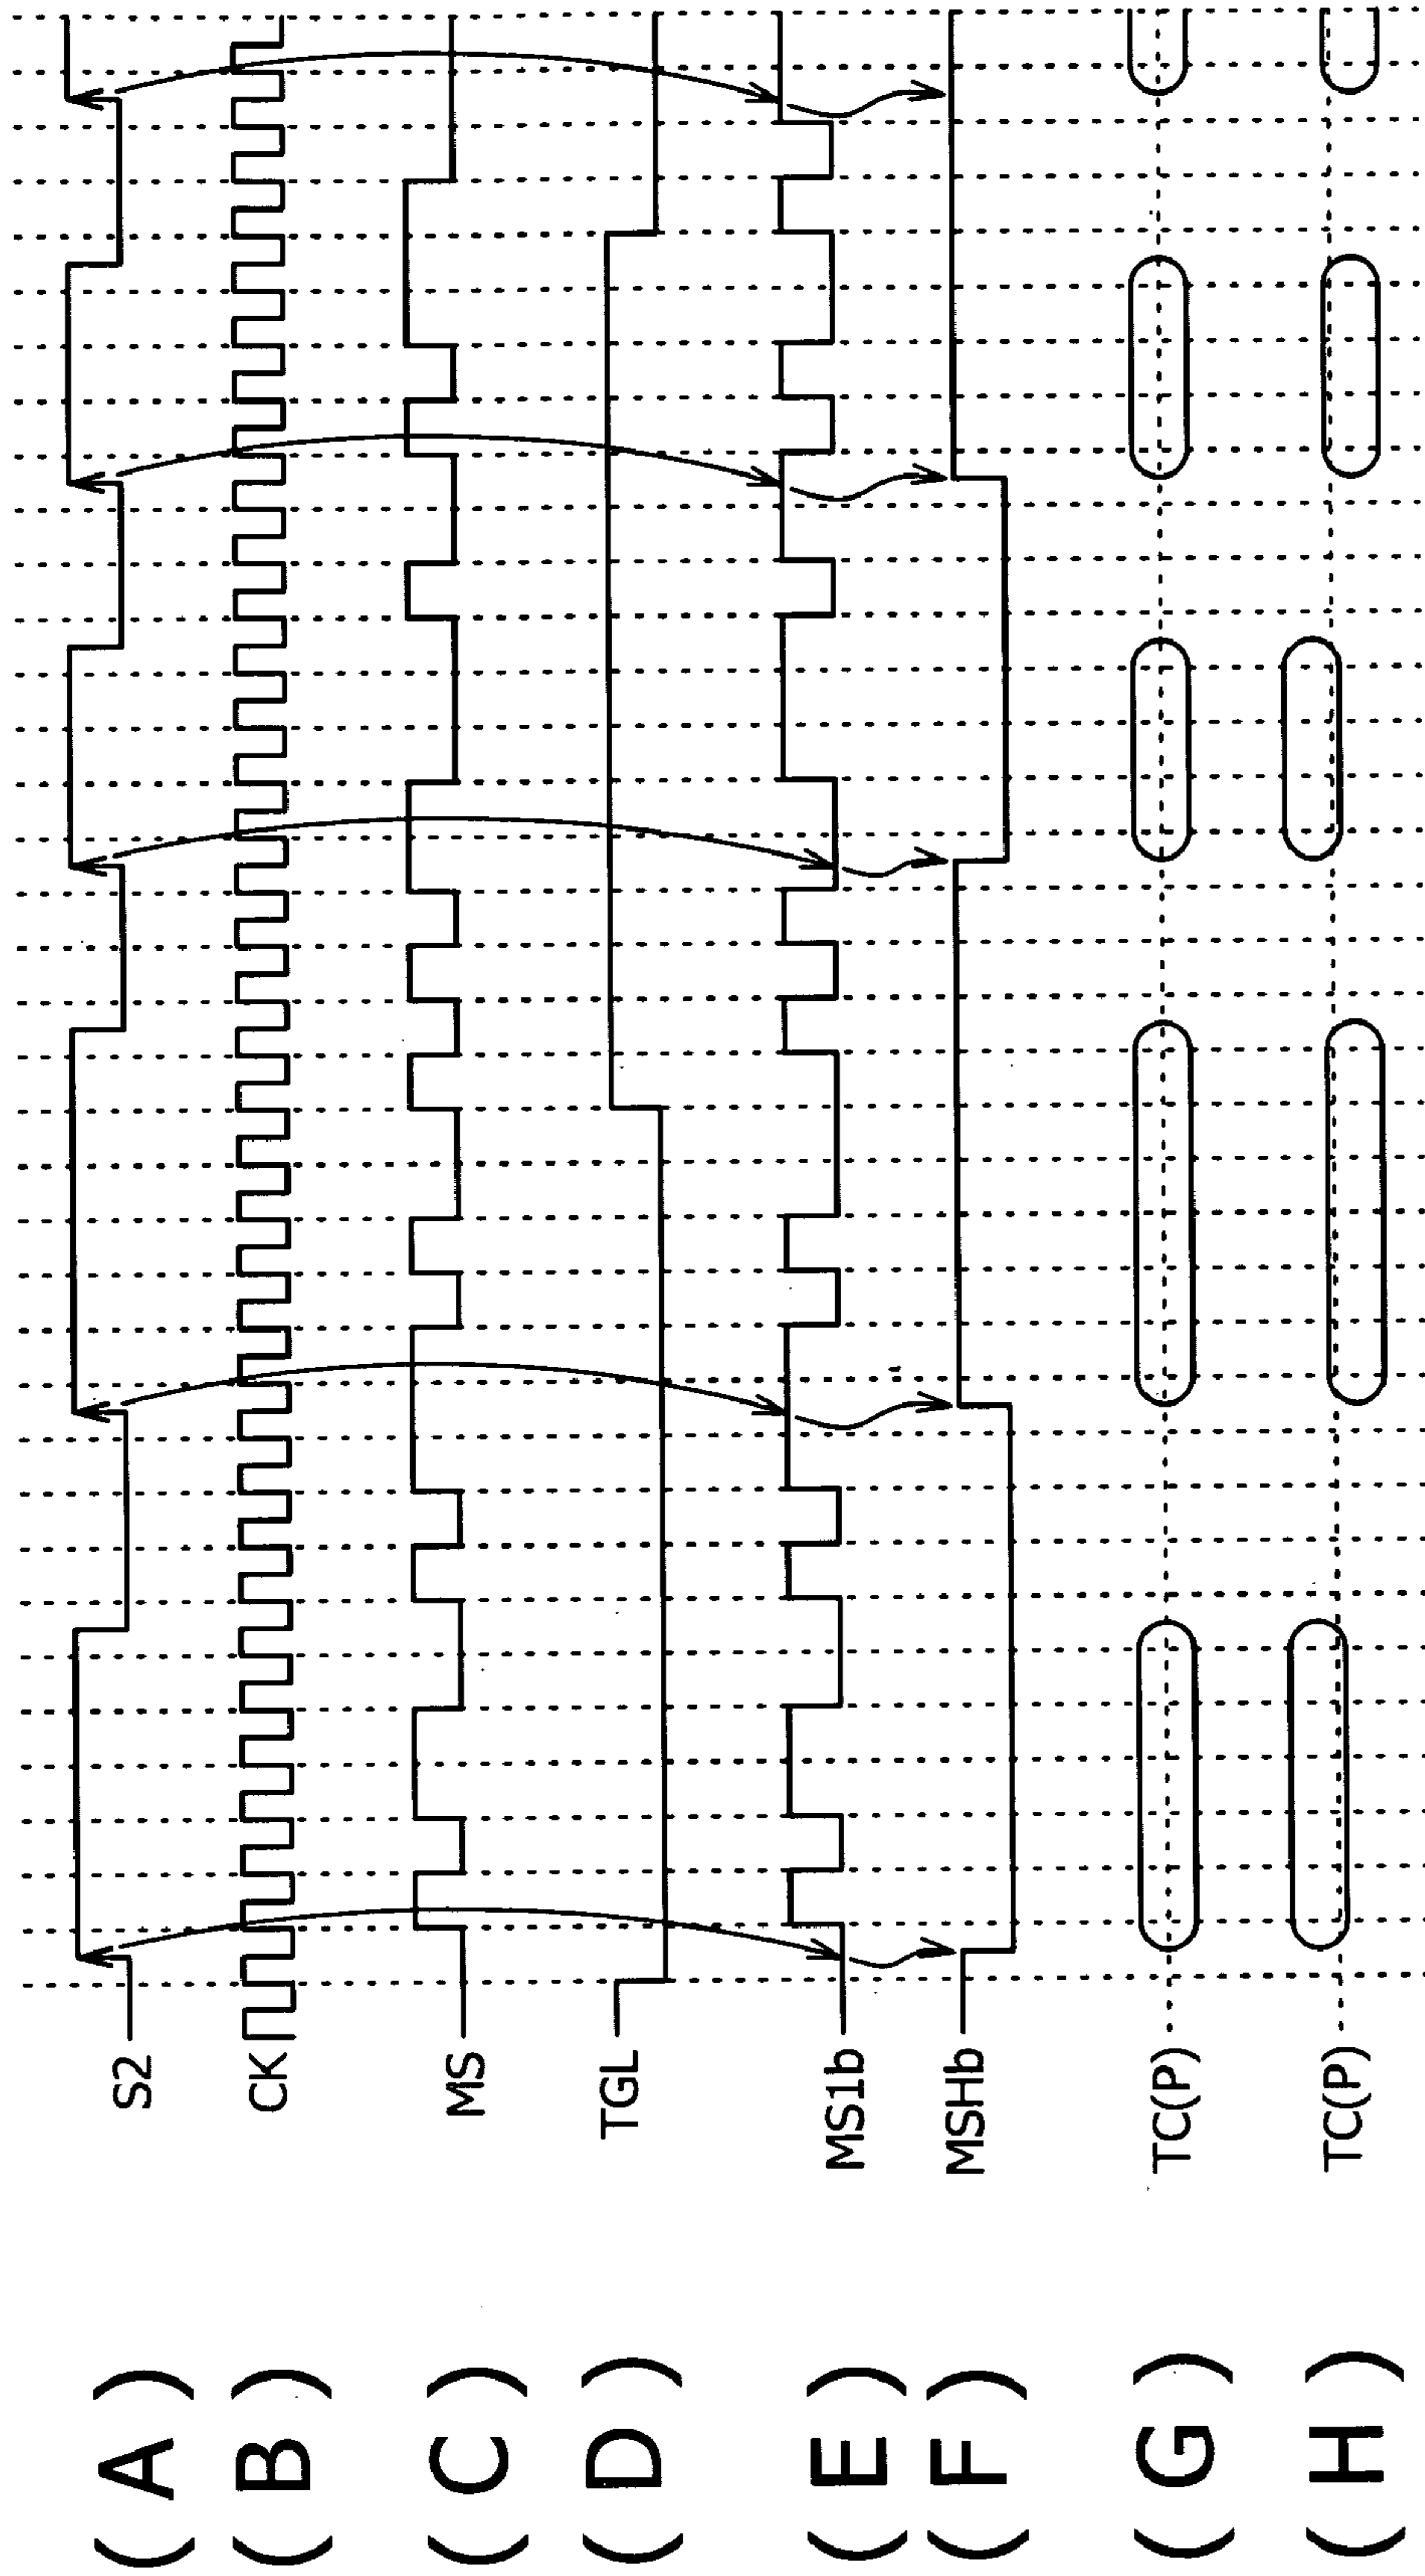 (A) S2
(B) CK
(C) MS
(D) TGL
(E) MS1b
(F) MSHb
(G) TC(P)
(H) TC(P)